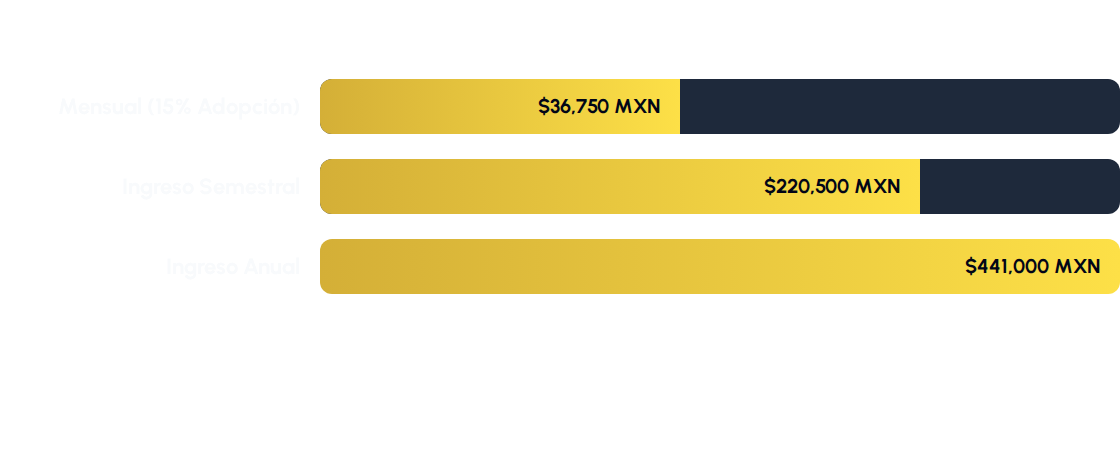 Mensual (15% Adopción) $36,750 MXN
Ingreso Semestral $220,500 MXN
Ingreso Anual $441,000 MXN